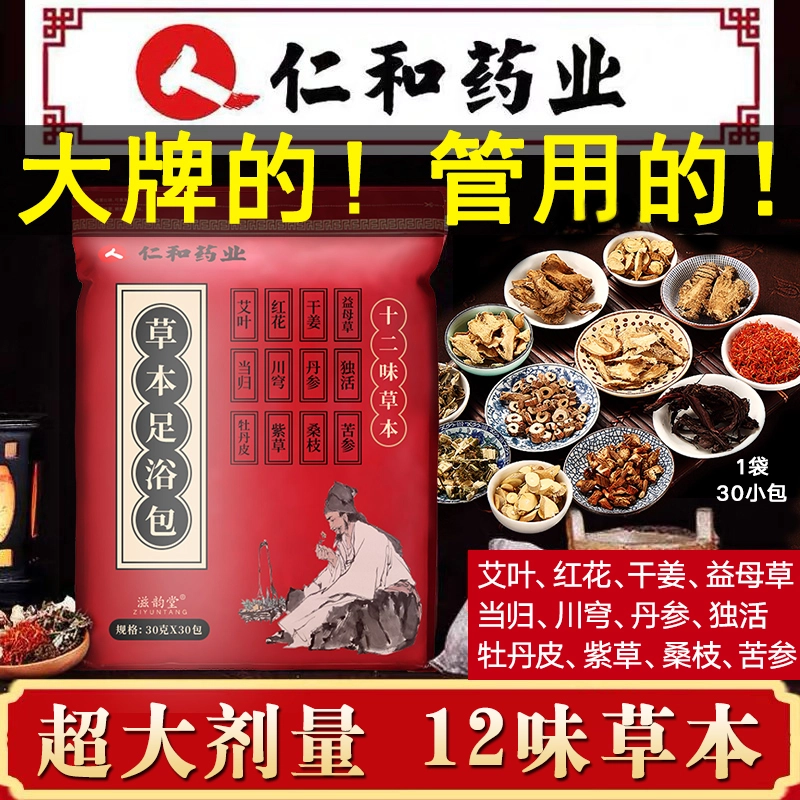 仁和药业
大牌的！管用的！
仁和药业
草本足浴包
十二味草本
艾叶 红花 干姜 益母草
当归 川穹 丹参 独活
牡丹皮 紫草 桑枝 苦参
滋韵堂®
ZIYUNTANG
规格：30克X30包
1袋
30小包
艾叶、红花、干姜、益母草
当归、川穹、丹参、独活
牡丹皮、紫草、桑枝、苦参
超大剂量 12味草本